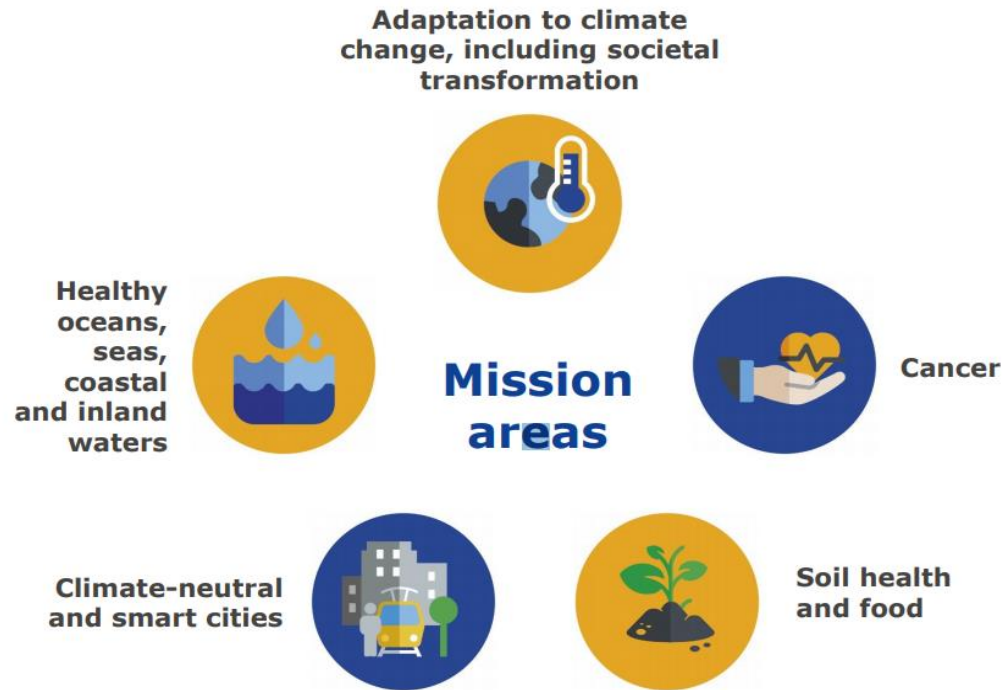 Adaptation to climate
change, including societal
transformation
Healthy
oceans,
seas,
coastal
and inland
waters
Mission
areas
Cancer
Climate-neutral
and smart cities
Soil health
and food